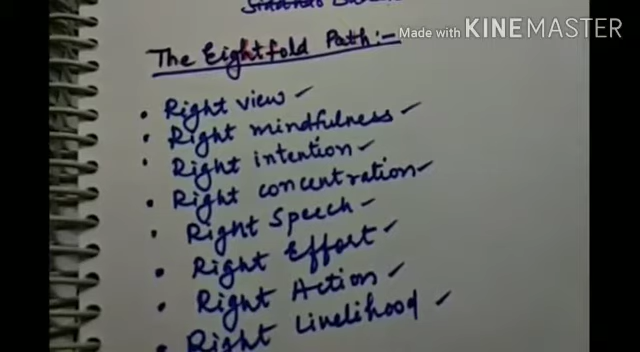 Made with KINEMASTER
The Eightfold Path:-
• Right view
• Right mindfulness
• Right intention
• Right concentration
• Right Speech
• Right Effort
• Right Action
• Right Livelihood